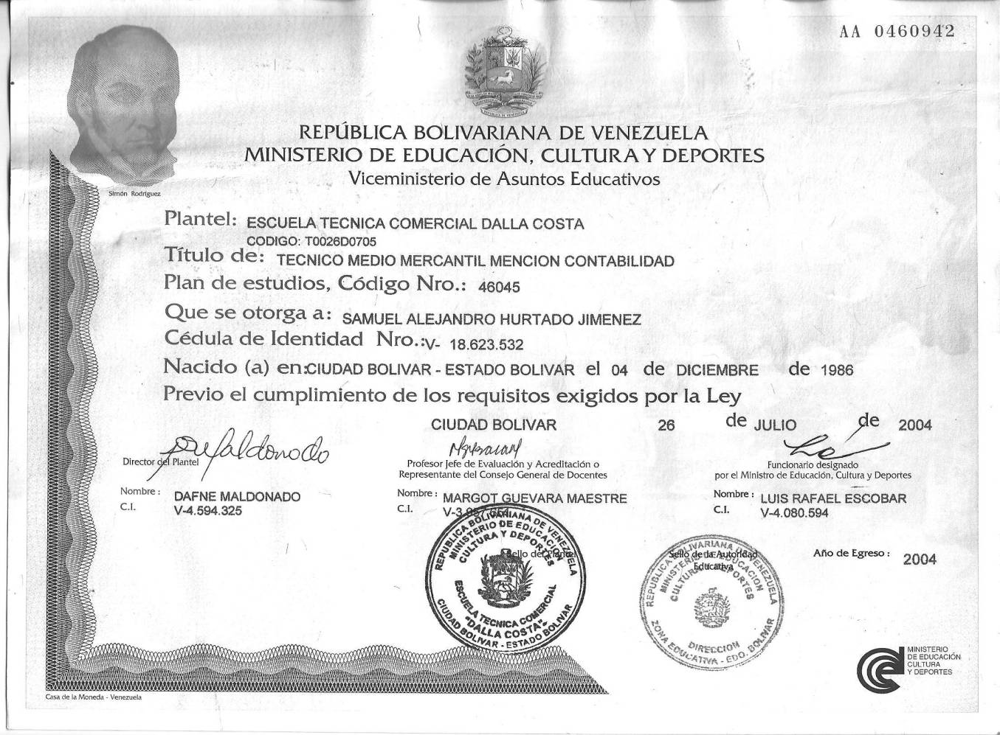 AA 0460942
REPÚBLICA BOLIVARIANA DE VENEZUELA
MINISTERIO DE EDUCACIÓN, CULTURA Y DEPORTES
Viceministerio de Asuntos Educativos
Simón Rodríguez
Plantel: ESCUELA TECNICA COMERCIAL DALLA COSTA
CODIGO: T0026D0705
Título de: TECNICO MEDIO MERCANTIL MENCION CONTABILIDAD
Plan de estudios, Código Nro.: 46045
Que se otorga a: SAMUEL ALEJANDRO HURTADO JIMENEZ
Cédula de Identidad Nro.:V- 18.623.532
Nacido (a) en:CIUDAD BOLIVAR - ESTADO BOLIVAR el 04 de DICIEMBRE de 1986
Previo el cumplimiento de los requisitos exigidos por la Ley
CIUDAD BOLIVAR 26 de JULIO de 2004
Director del Plantel
Nombre : DAFNE MALDONADO
C.I. V-4.594.325
Profesor Jefe de Evaluación y Acreditación o
Representante del Consejo General de Docentes
Nombre : MARGOT GUEVARA MAESTRE
C.I.
Funcionario designado
por el Ministro de Educación, Cultura y Deportes
Nombre : LUIS RAFAEL ESCOBAR
C.I. V-4.080.594
Sello del Plantel
REPUBLICA BOLIVARIANA DE VENEZUELA
MINISTERIO DE EDUCACION
CULTURA Y DEPORTES
ESCUELA TECNICA COMERCIAL
"DALLA COSTA"
CIUDAD BOLIVAR - ESTADO BOLIVAR
Sello de la Autoridad
Educativa
REPUBLICA BOLIVARIANA DE VENEZUELA
MINISTERIO DE EDUCACION
CULTURA Y DEPORTES
DIRECCION
ZONA EDUCATIVA - EDO. BOLIVAR
Año de Egreso : 2004
MINISTERIO
DE EDUCACIÓN
CULTURA
Y DEPORTES
Casa de la Moneda - Venezuela